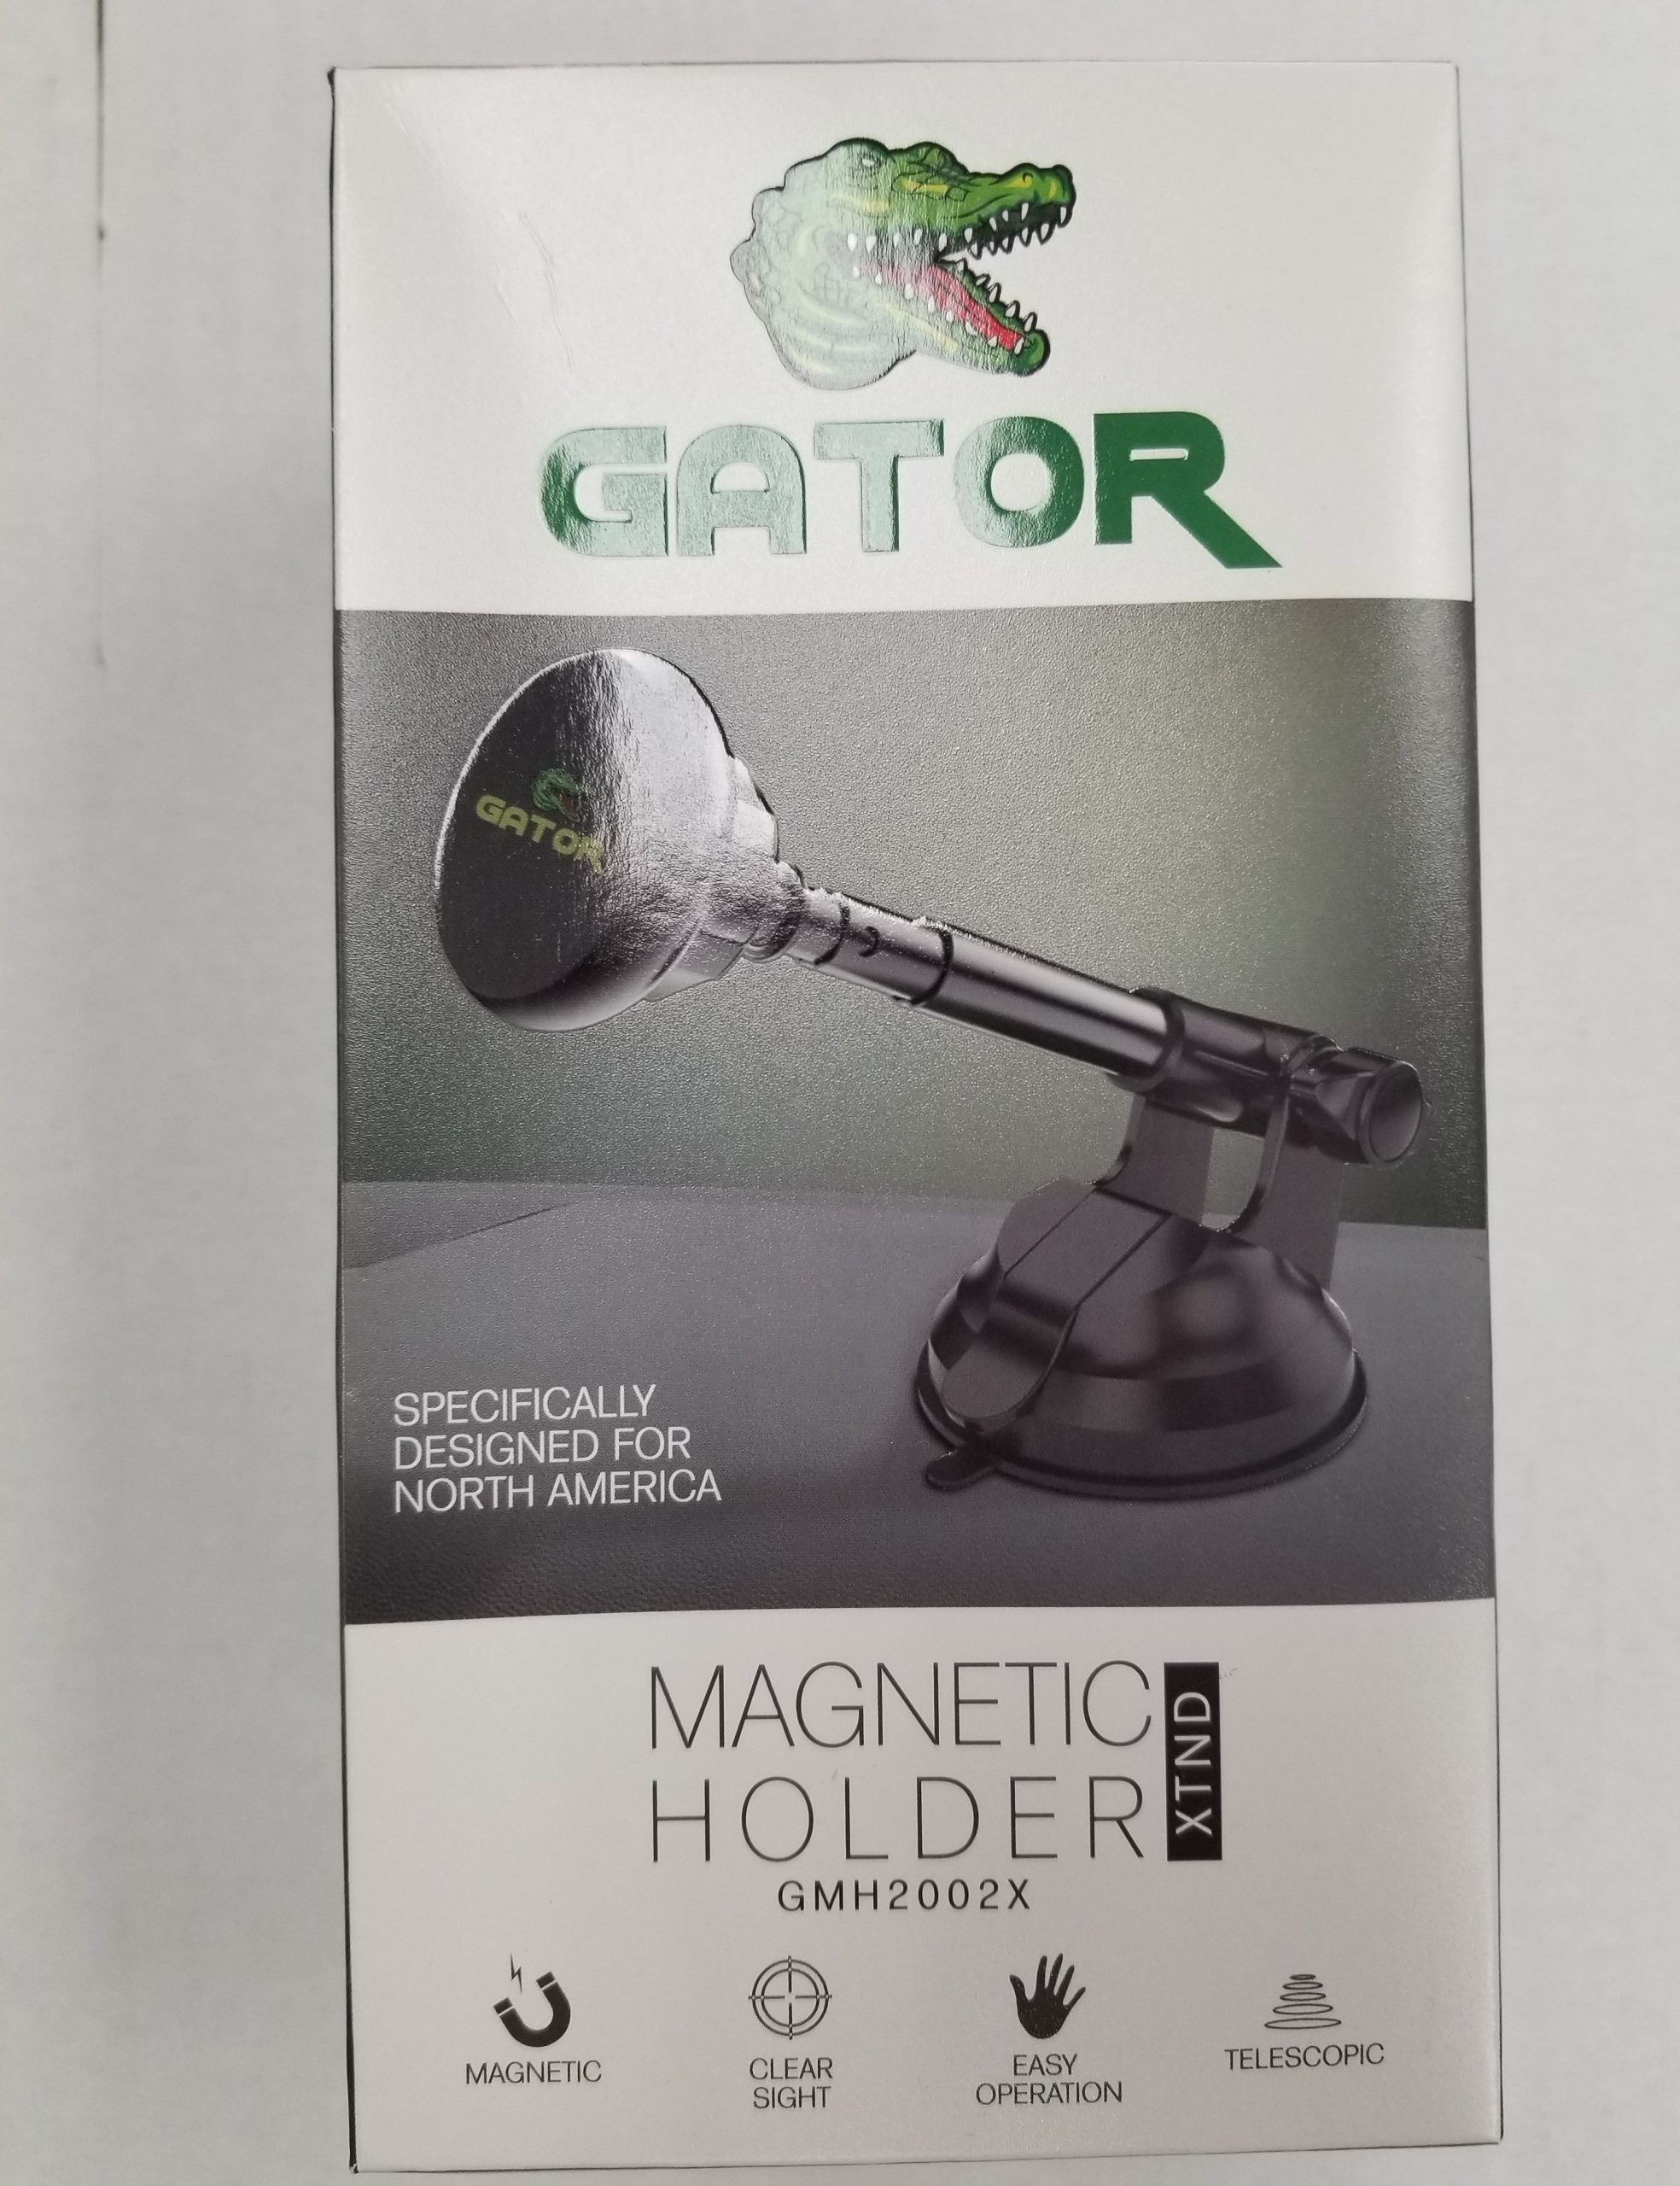 GATOR
GATOR
SPECIFICALLY
DESIGNED FOR
NORTH AMERICA
MAGNETIC
HOLDER
XTND
GMH2002X
MAGNETIC
CLEAR
SIGHT
EASY
OPERATION
TELESCOPIC